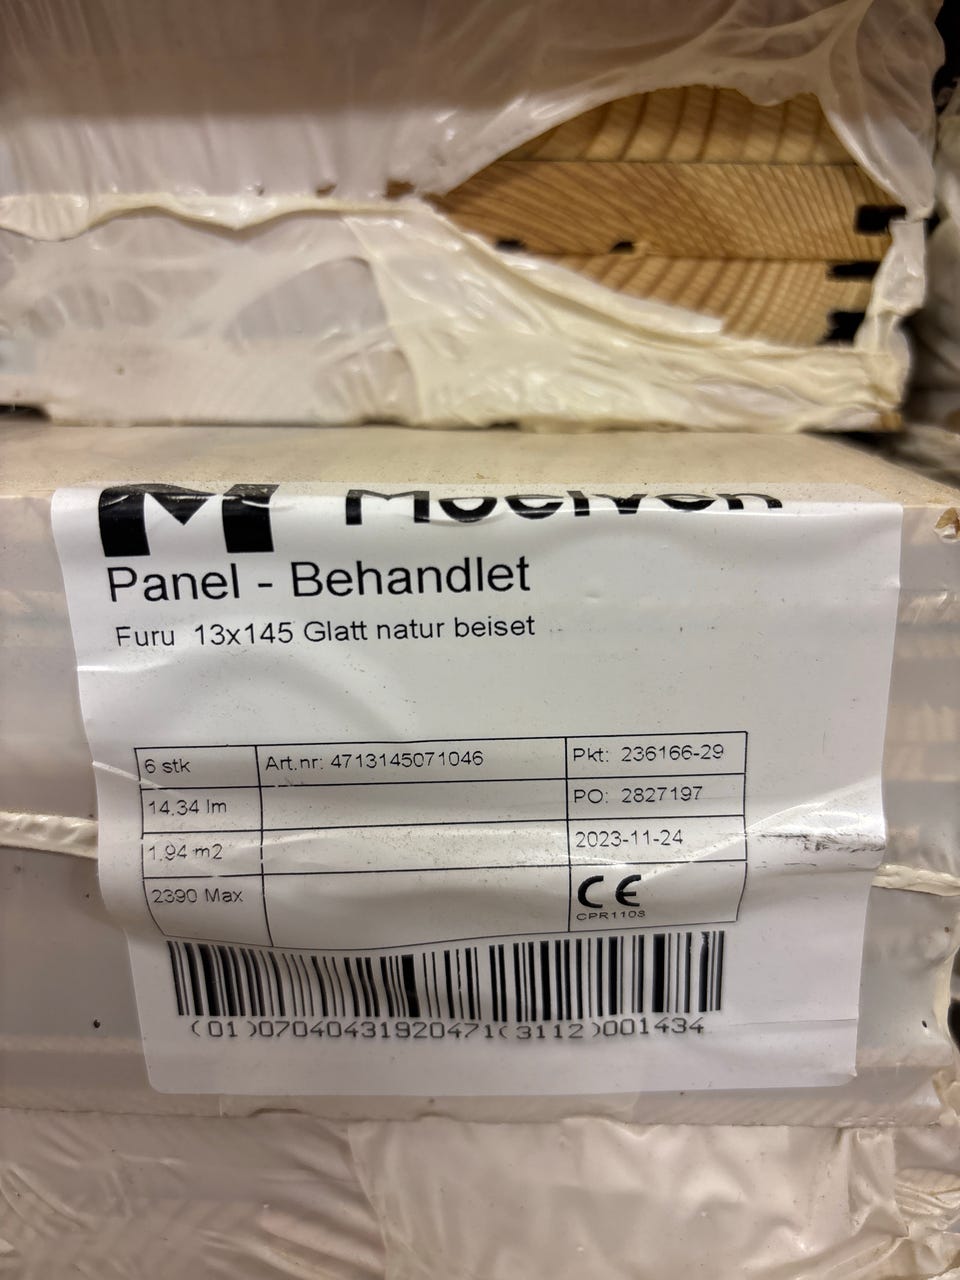 Moelven
Panel - Behandlet
Furu 13x145 Glatt natur beiset
6 stk Art.nr: 4713145071046 Pkt: 236166-29
14.34 lm PO: 2827197
1.94 m2 2023-11-24
2390 Max CE
CPR1108
(01)07040431920471(3112)001434